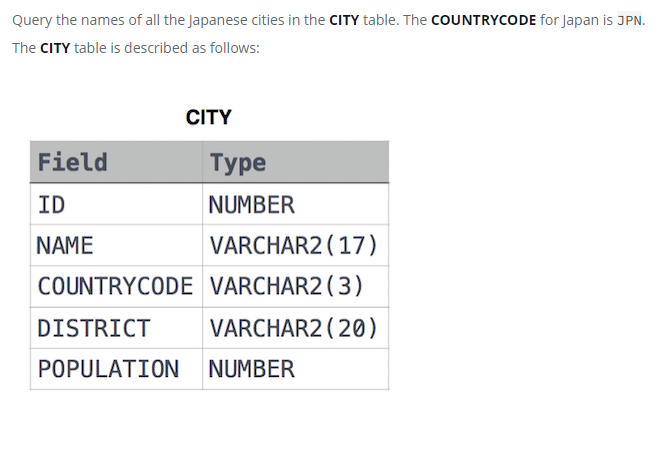 Query the names of all the Japanese cities in the CITY table. The COUNTRYCODE for Japan is JPN.
The CITY table is described as follows:
CITY
Field Type
ID NUMBER
NAME VARCHAR2(17)
COUNTRYCODE VARCHAR2(3)
DISTRICT VARCHAR2(20)
POPULATION NUMBER